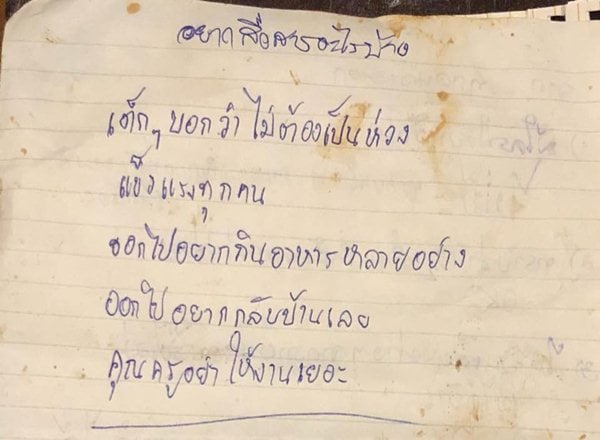 อยากสื่อสารอะไรบ้าง
เด็กๆ บอกว่า ไม่ต้องเป็นห่วง
แข็งแรงทุกคน
ออกไปอยากกินอาหารหลายอย่าง
ออกไปอยากกลับบ้านเลย
คุณครูอย่าให้งานเยอะ